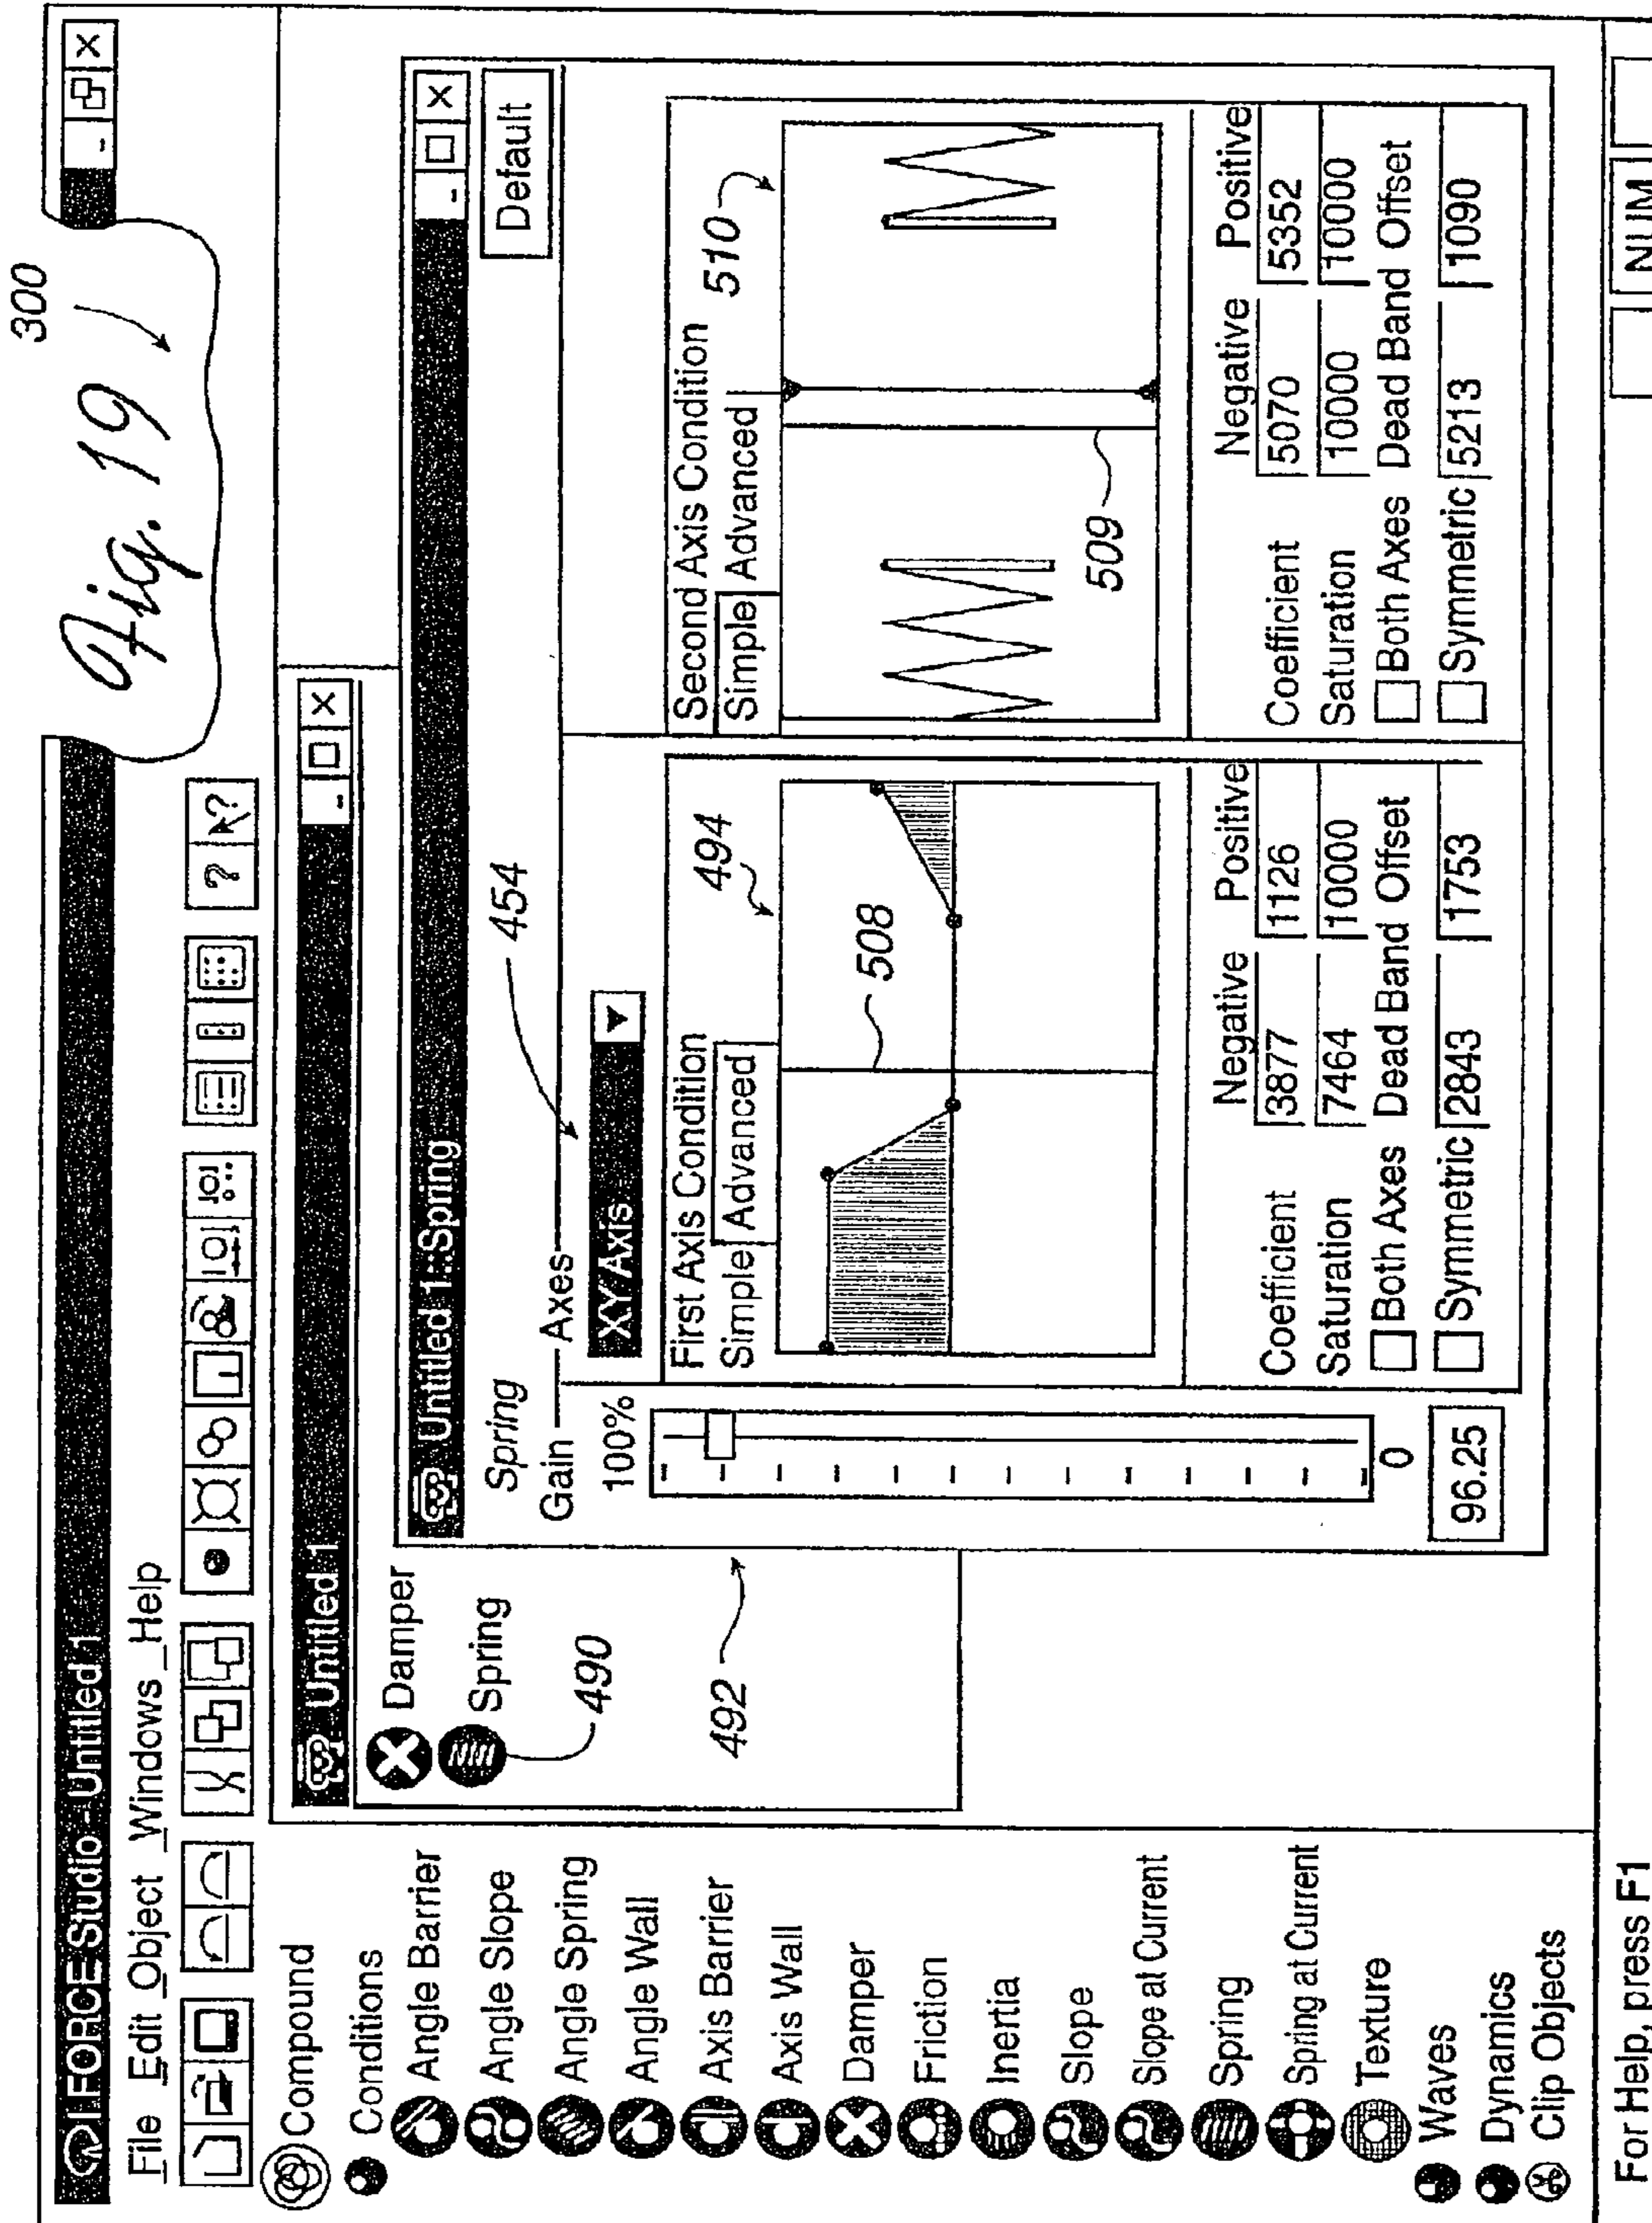 Fig. 19
300
I FORCE Studio - Untitled 1
File Edit Object Windows Help
Compound
Conditions
Angle Barrier
Angle Slope
Angle Spring
Angle Wall
Axis Barrier
Axis Wall
Damper
Friction
Inertia
Slope
Slope at Current
Spring
Spring at Current
Texture
Waves
Dynamics
Clip Objects
Untitled 1
Damper
Spring
490
492
Untitled 1::Spring
Spring
Default
Gain
Axes
454
100%
0
96.25
XY Axis
First Axis Condition
Simple Advanced
494
508
Negative Positive
Coefficient 3877 1126
Saturation 7464 10000
Both Axes Dead Band Offset
Symmetric 2843 1753
Second Axis Condition
Simple Advanced
510
509
Negative Positive
Coefficient 5070 5352
Saturation 10000 10000
Both Axes Dead Band Offset
Symmetric 5213 1090
For Help, press F1
NUM